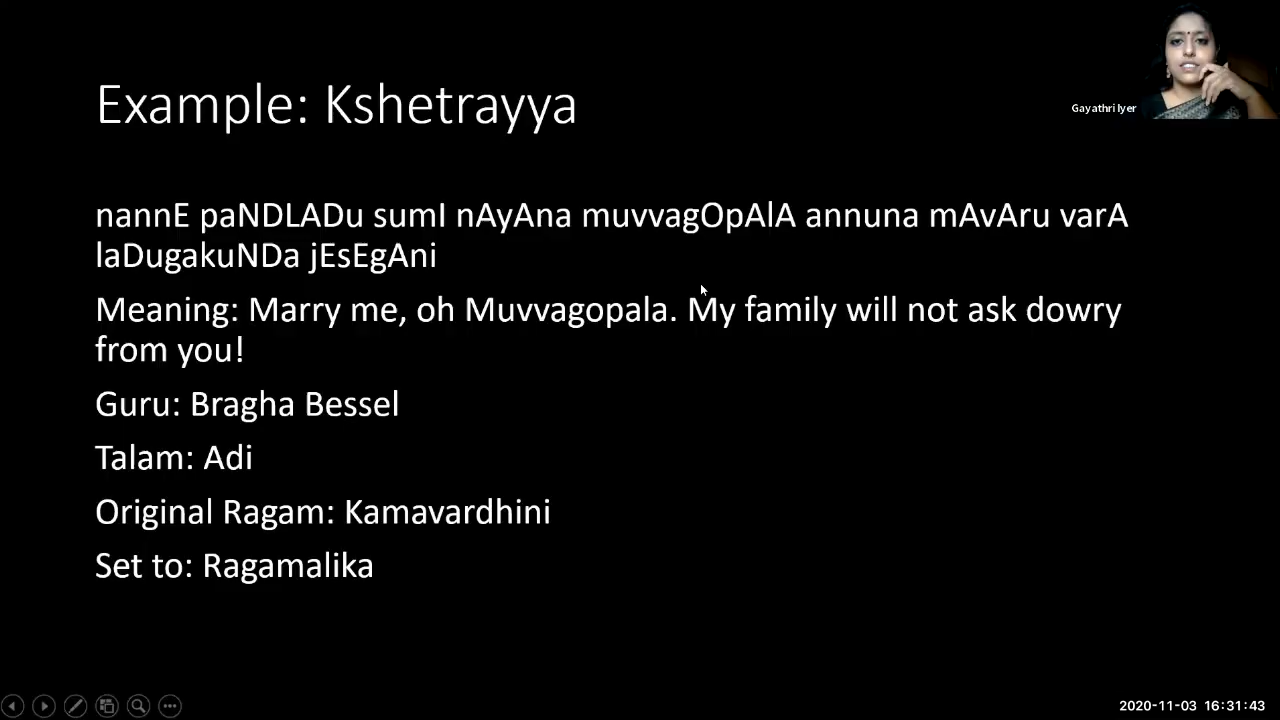 Example: Kshetrayya
Gayathri Iyer
nannE paNDLADu sumI nAyAna muvvagOpAlA annuna mAvAru varA
laDugakuNDa jEsEgAni
Meaning: Marry me, oh Muvvagopala. My family will not ask dowry
from you!
Guru: Bragha Bessel
Talam: Adi
Original Ragam: Kamavardhini
Set to: Ragamalika
2020-11-03 16:31:43